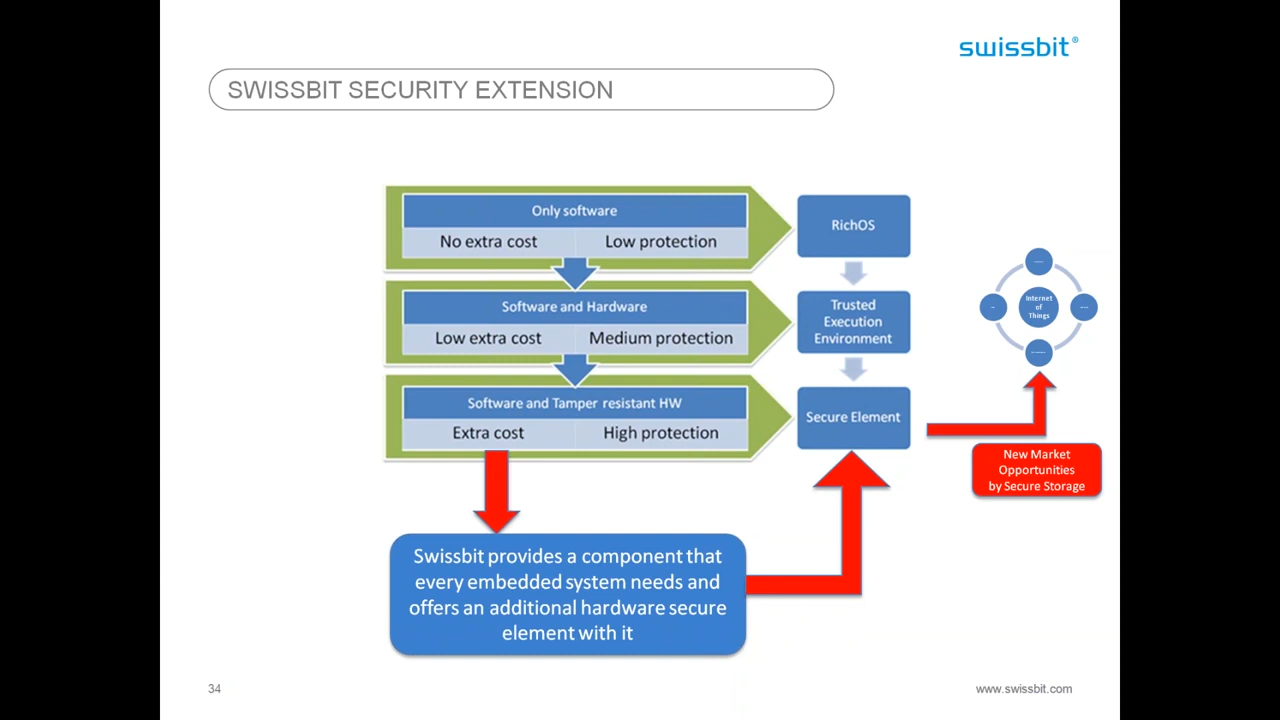 swissbit®
SWISSBIT SECURITY EXTENSION
Only software
No extra cost
Low protection
RichOS
Software and Hardware
Low extra cost
Medium protection
Trusted
Execution
Environment
Software and Tamper resistant HW
Extra cost
High protection
Secure Element
Internet
of
Things
New Market
Opportunities
by Secure Storage
Swissbit provides a component that
every embedded system needs and
offers an additional hardware secure
element with it
34
www.swissbit.com